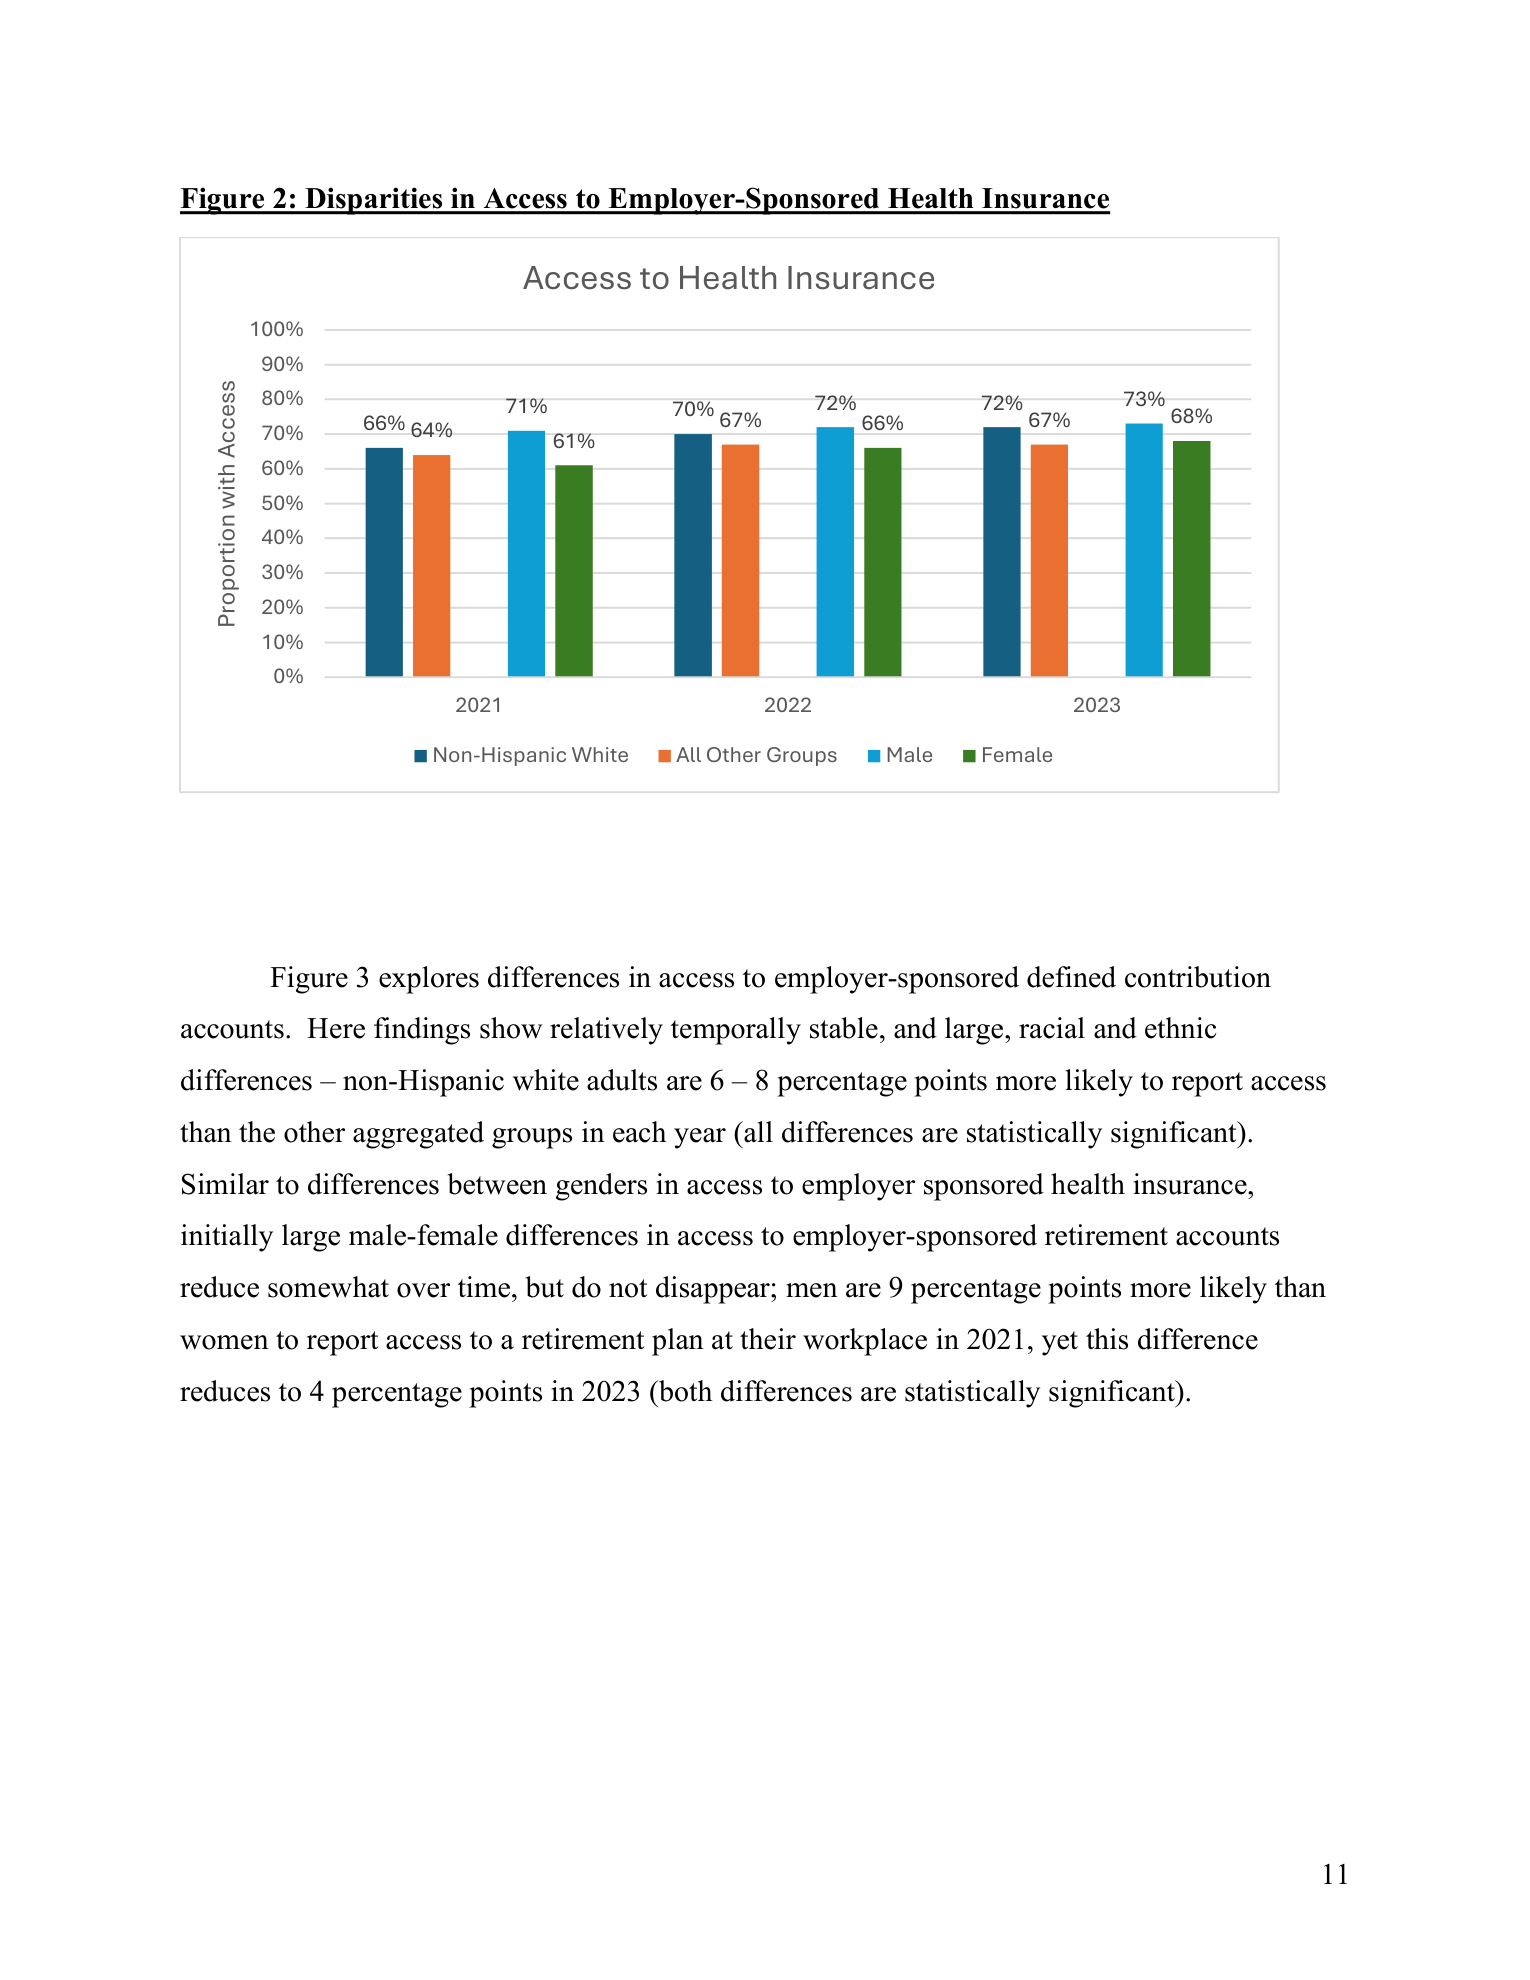 Figure 2: Disparities in Access to Employer-Sponsored Health Insurance
Access to Health Insurance
Proportion with Access
100%
90%
80%
70%
60%
50%
40%
30%
20%
10%
0%
66% 64% 71% 61% 70% 67% 72% 66% 72% 67% 73% 68%
2021 2022 2023
Non-Hispanic White All Other Groups Male Female
Figure 3 explores differences in access to employer-sponsored defined contribution
accounts.  Here findings show relatively temporally stable, and large, racial and ethnic
differences – non-Hispanic white adults are 6 – 8 percentage points more likely to report access
than the other aggregated groups in each year (all differences are statistically significant).
Similar to differences between genders in access to employer sponsored health insurance,
initially large male-female differences in access to employer-sponsored retirement accounts
reduce somewhat over time, but do not disappear; men are 9 percentage points more likely than
women to report access to a retirement plan at their workplace in 2021, yet this difference
reduces to 4 percentage points in 2023 (both differences are statistically significant).
11